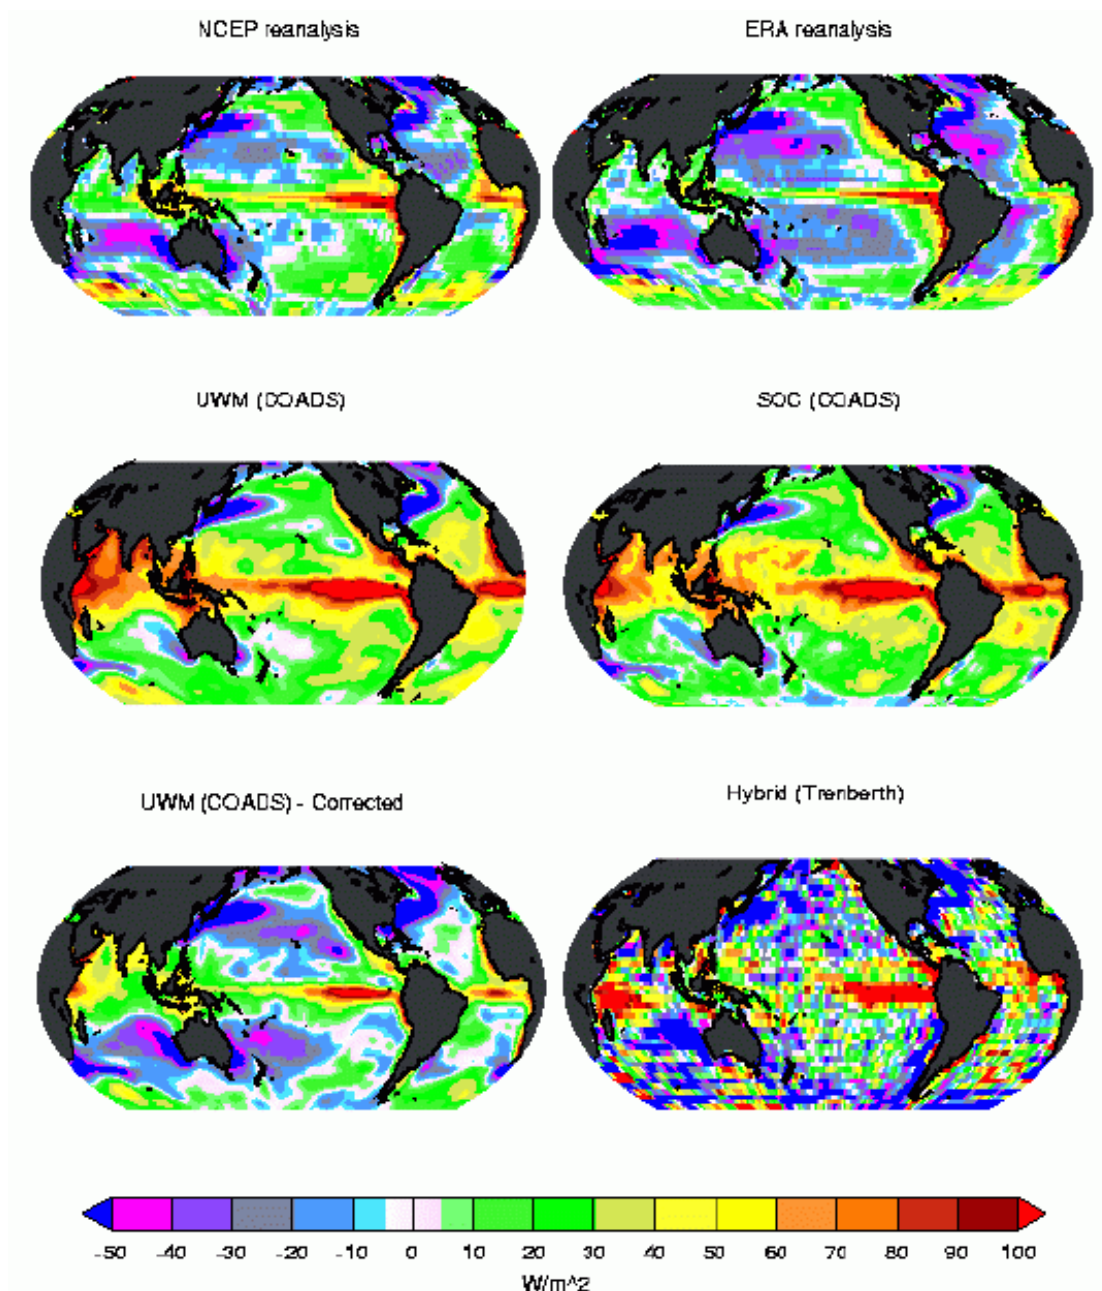 NCEP reanalysis
ERA reanalysis
UWM (COADS)
SOC (COADS)
UWM (COADS) - Corrected
Hybrid (Trenberth)
-50 -40 -30 -20 -10 0 10 20 30 40 50 60 70 80 90 100
W/m^2